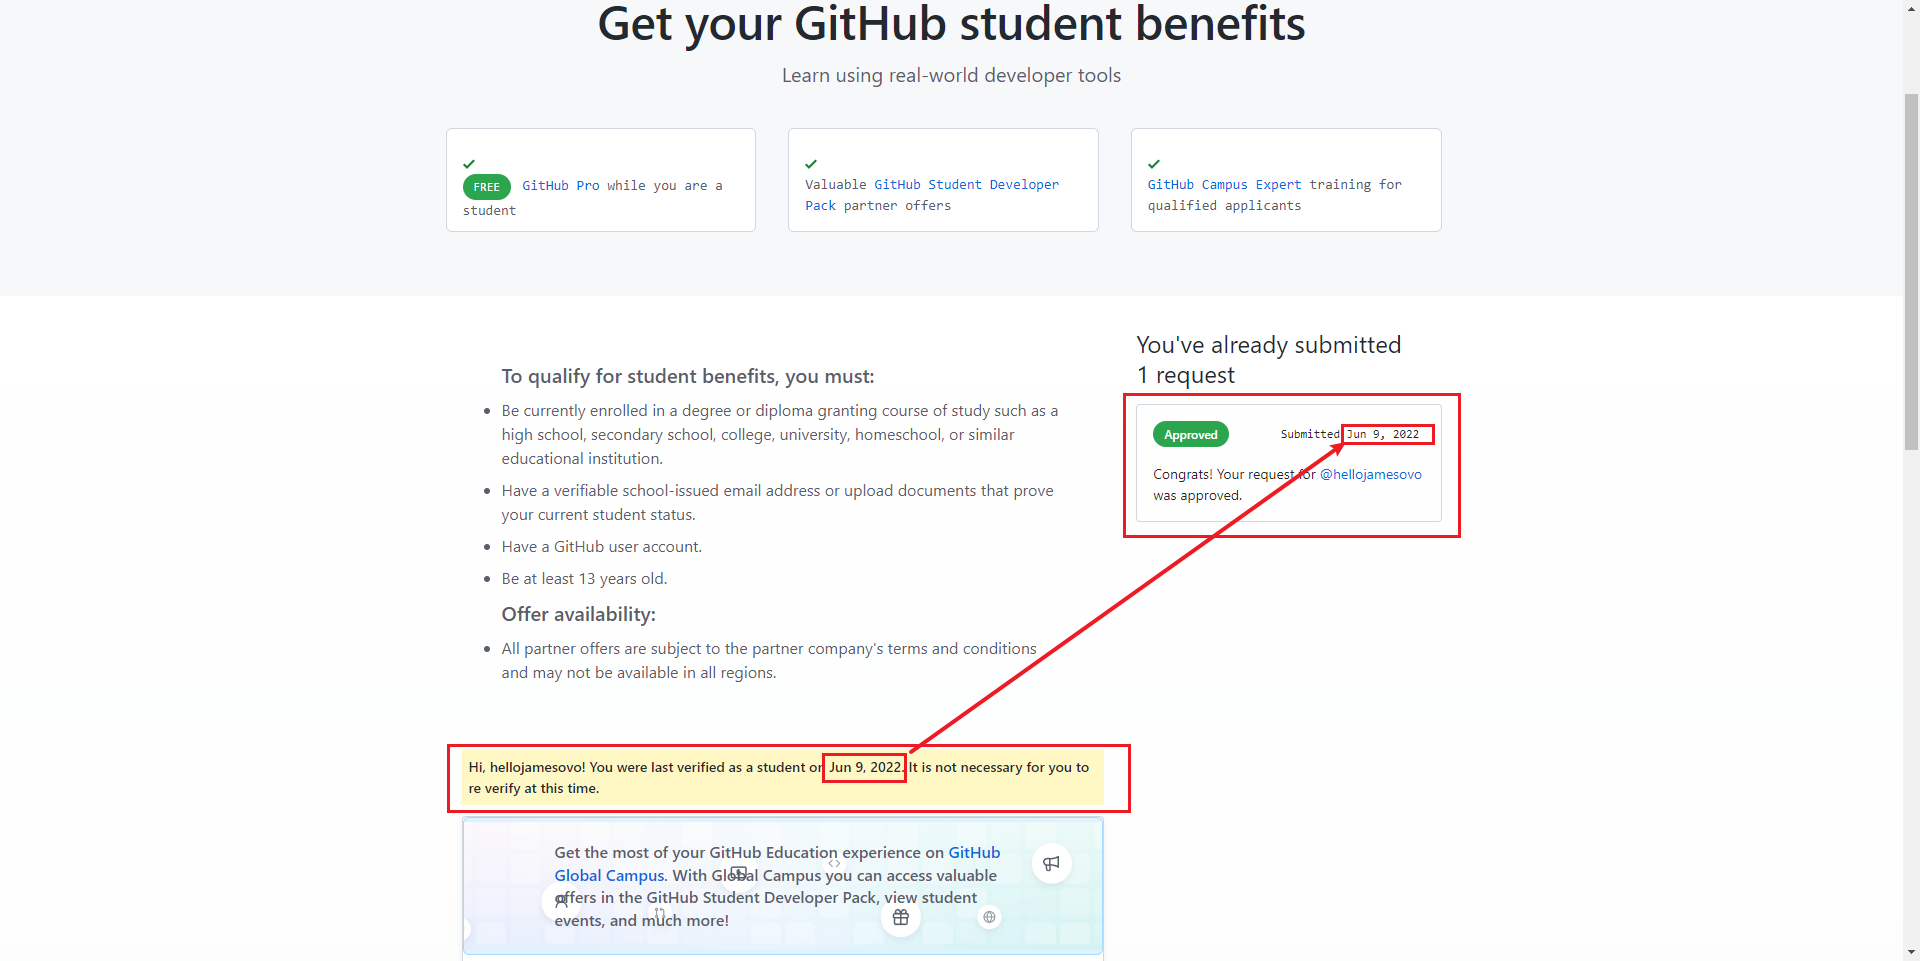 Get your GitHub student benefits
Learn using real-world developer tools
FREE GitHub Pro while you are a
student
Valuable GitHub Student Developer
Pack partner offers
GitHub Campus Expert training for
qualified applicants
To qualify for student benefits, you must:
Be currently enrolled in a degree or diploma granting course of study such as a
high school, secondary school, college, university, homeschool, or similar
educational institution.
Have a verifiable school-issued email address or upload documents that prove
your current student status.
Have a GitHub user account.
Be at least 13 years old.
Offer availability:
All partner offers are subject to the partner company's terms and conditions
and may not be available in all regions.
You've already submitted
1 request
Approved Submitted Jun 9, 2022
Congrats! Your request for @hellojamesovo
was approved.
Hi, hellojamesovo! You were last verified as a student on Jun 9, 2022. It is not necessary for you to
re verify at this time.
Get the most of your GitHub Education experience on GitHub
Global Campus. With Global Campus you can access valuable
offers in the GitHub Student Developer Pack, view student
events, and much more!